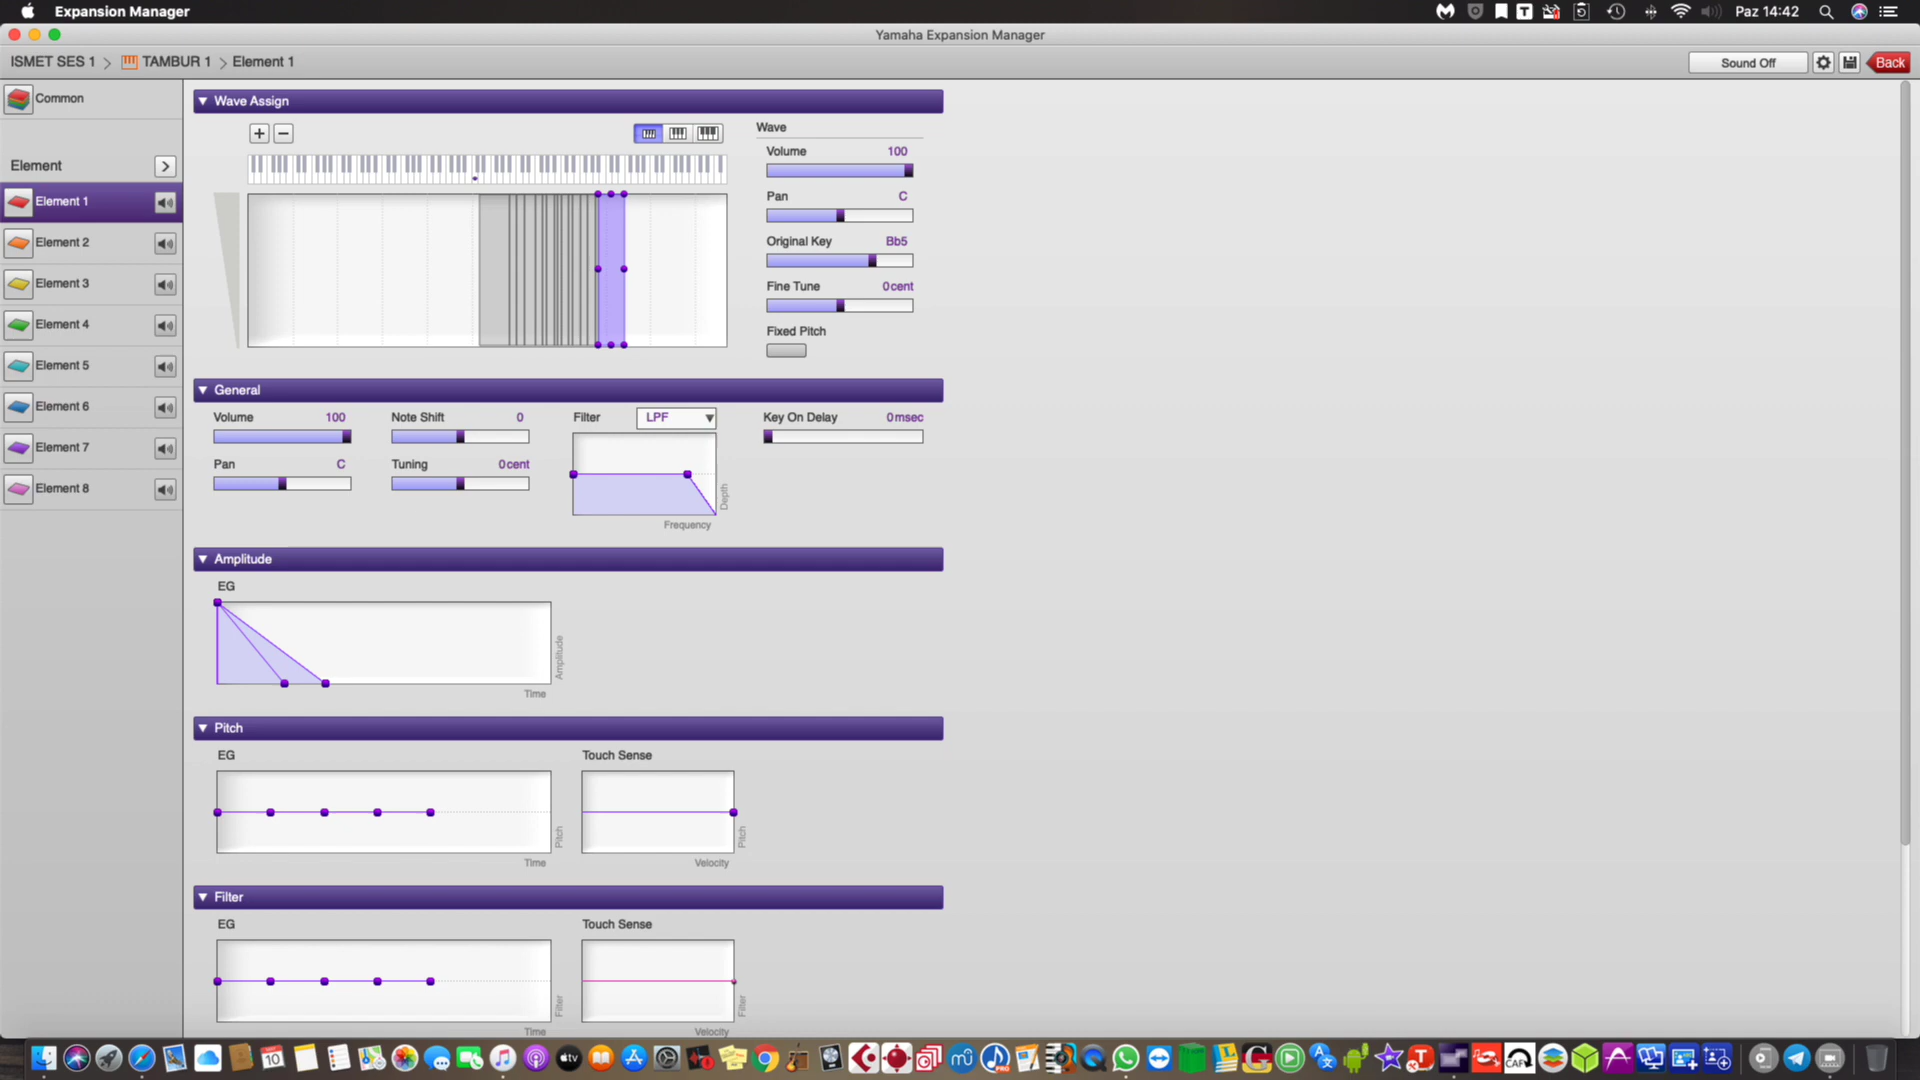 Expansion Manager
Paz 14:42
Yamaha Expansion Manager
ISMET SES 1 > TAMBUR 1 > Element 1
Sound Off
Back
Common
Element
Element 1
Element 2
Element 3
Element 4
Element 5
Element 6
Element 7
Element 8
Wave Assign
Wave
Volume 100
Pan C
Original Key Bb5
Fine Tune 0cent
Fixed Pitch
General
Volume 100
Note Shift 0
Filter LPF
Key On Delay 0msec
Pan C
Tuning 0cent
Depth
Frequency
Amplitude
EG
Amplitude
Time
Pitch
EG
Touch Sense
Pitch
Pitch
Time
Velocity
Filter
EG
Touch Sense
Filter
Filter
Time
Velocity